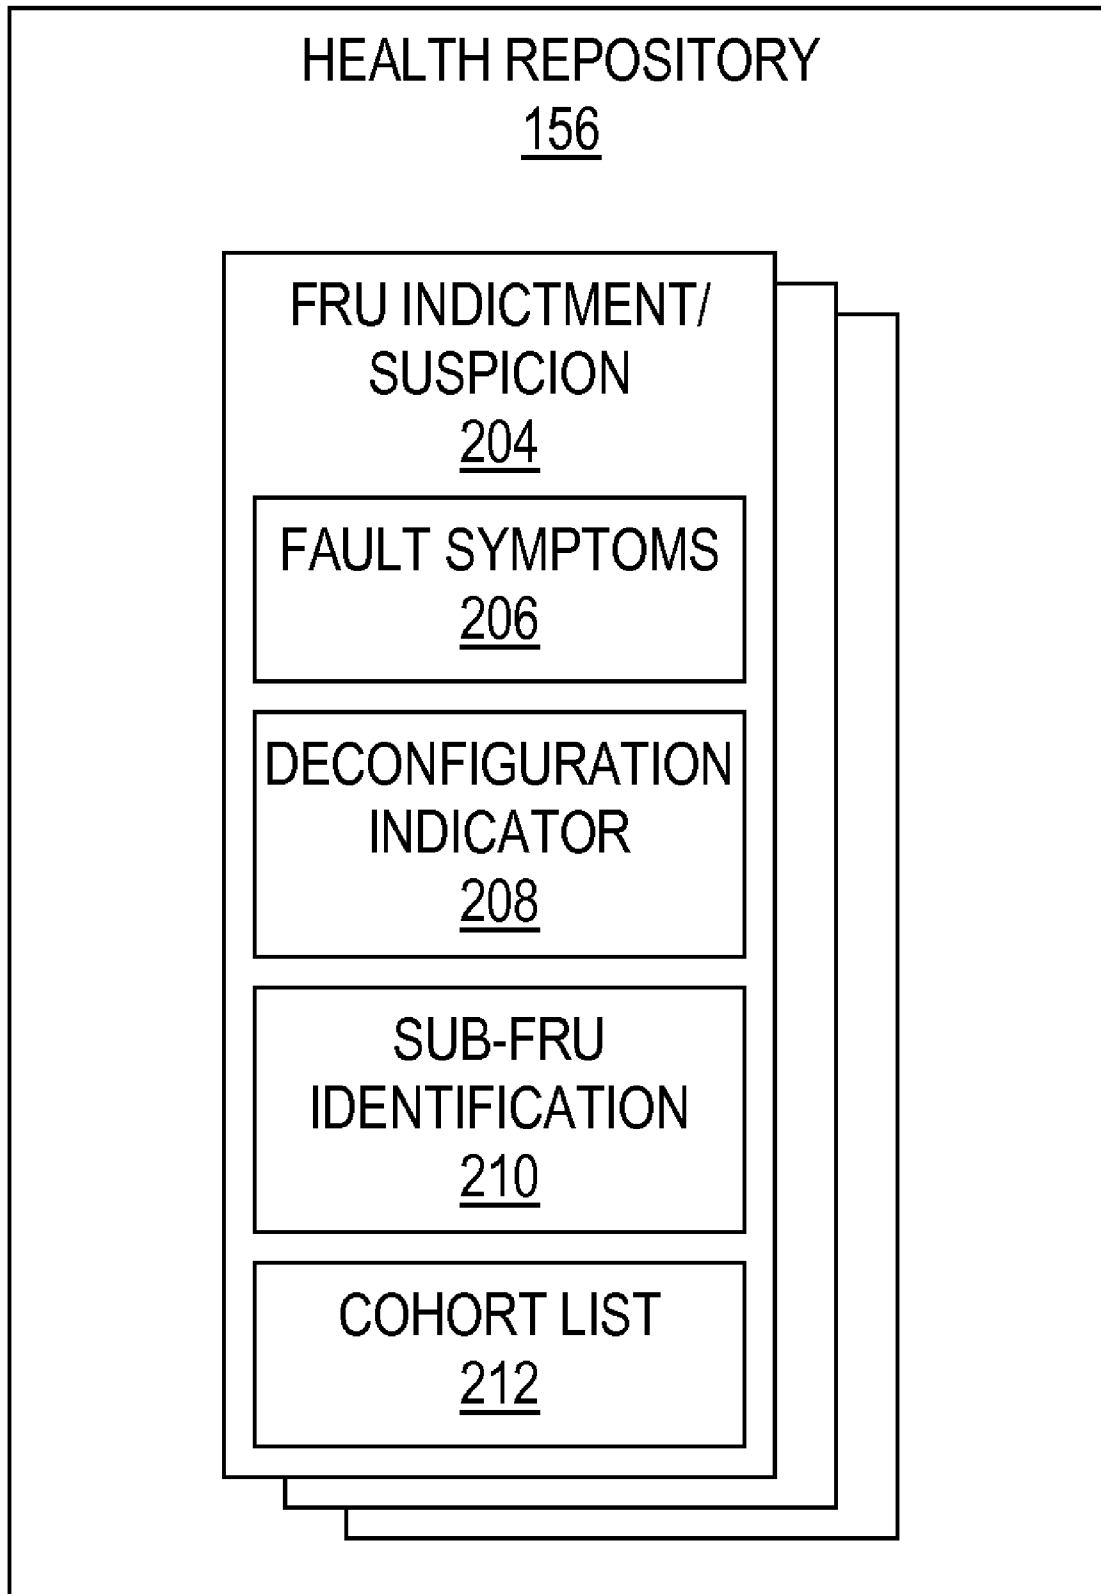 HEALTH REPOSITORY
156
FRU INDICTMENT/
SUSPICION
204
FAULT SYMPTOMS
206
DECONFIGURATION
INDICATOR
208
SUB-FRU
IDENTIFICATION
210
COHORT LIST
212